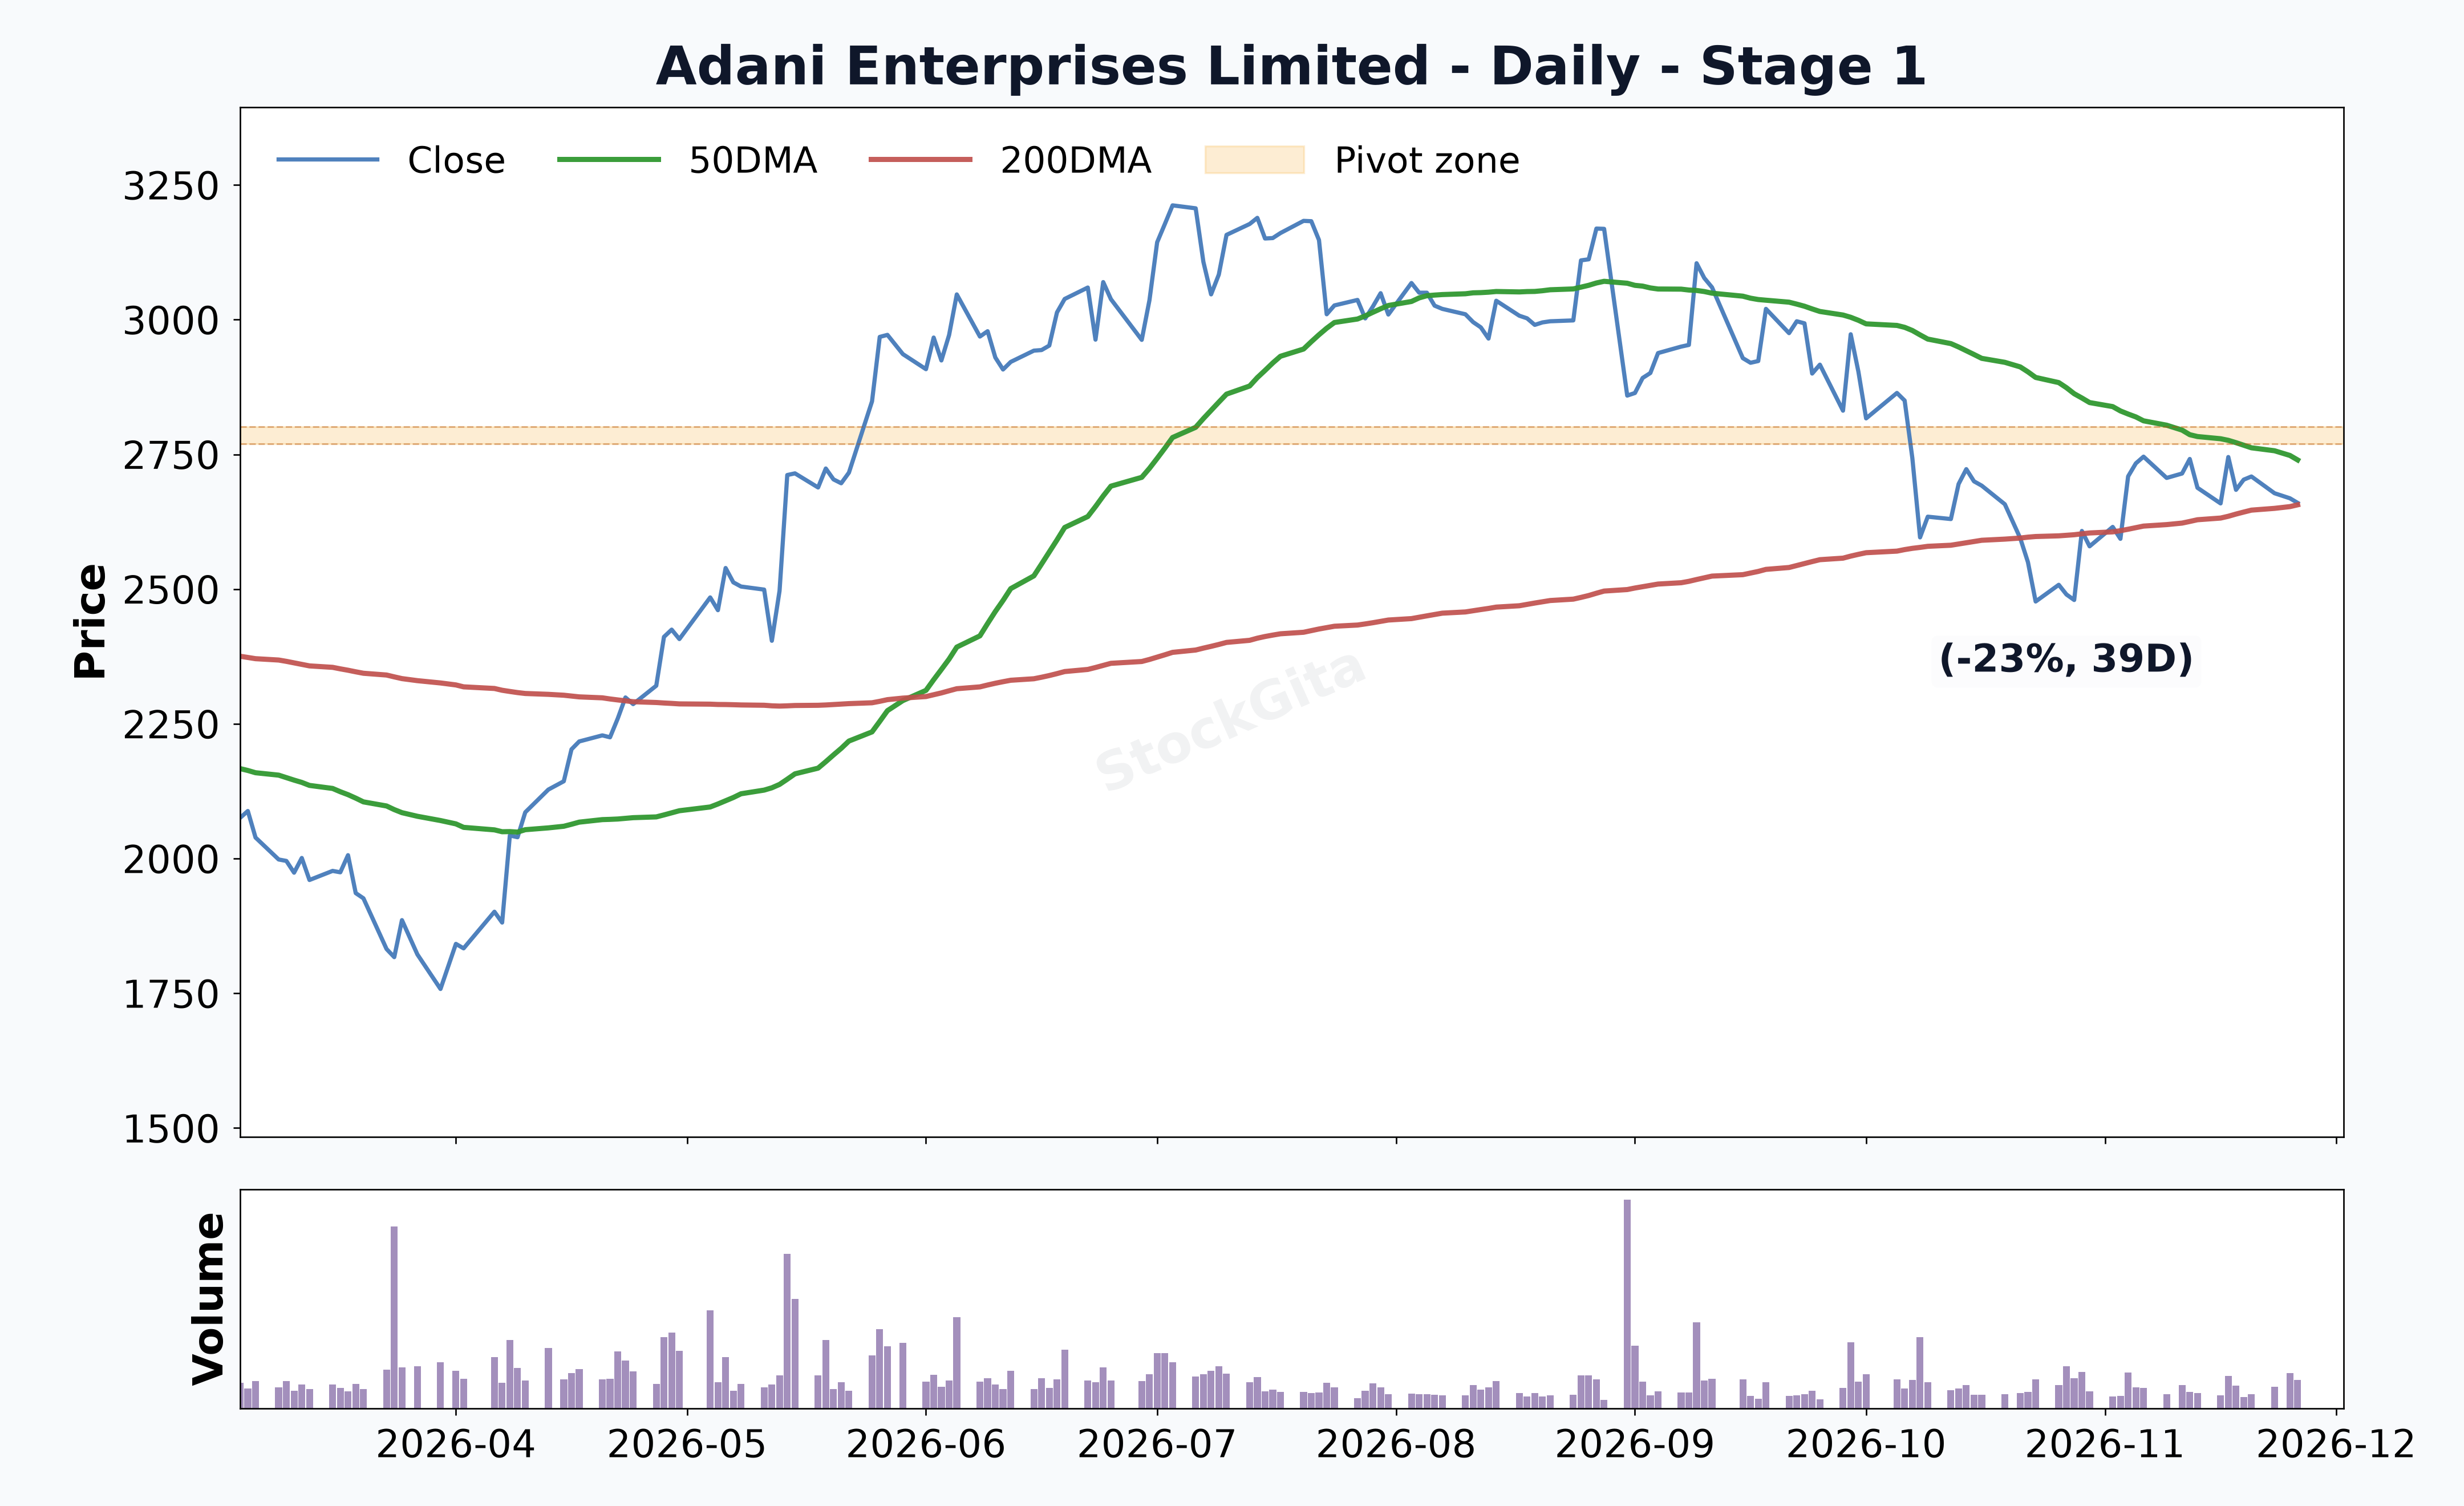 Adani Enterprises Limited - Daily - Stage 1
Close 50DMA 200DMA Pivot zone
Price
3250
3000
2750
2500
2250
2000
1750
1500
(-23%, 39D)
StockGita
Volume
2026-04 2026-05 2026-06 2026-07 2026-08 2026-09 2026-10 2026-11 2026-12